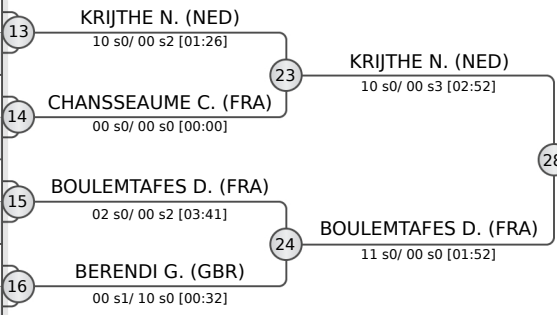 KRIJTHE N. (NED)
13
10 s0/ 00 s2 [01:26]
KRIJTHE N. (NED)
23
10 s0/ 00 s3 [02:52]
CHANSSEAUME C. (FRA)
14
00 s0/ 00 s0 [00:00]
28
BOULEMTAFES D. (FRA)
15
02 s0/ 00 s2 [03:41]
BOULEMTAFES D. (FRA)
24
11 s0/ 00 s0 [01:52]
BERENDI G. (GBR)
16
00 s1/ 10 s0 [00:32]